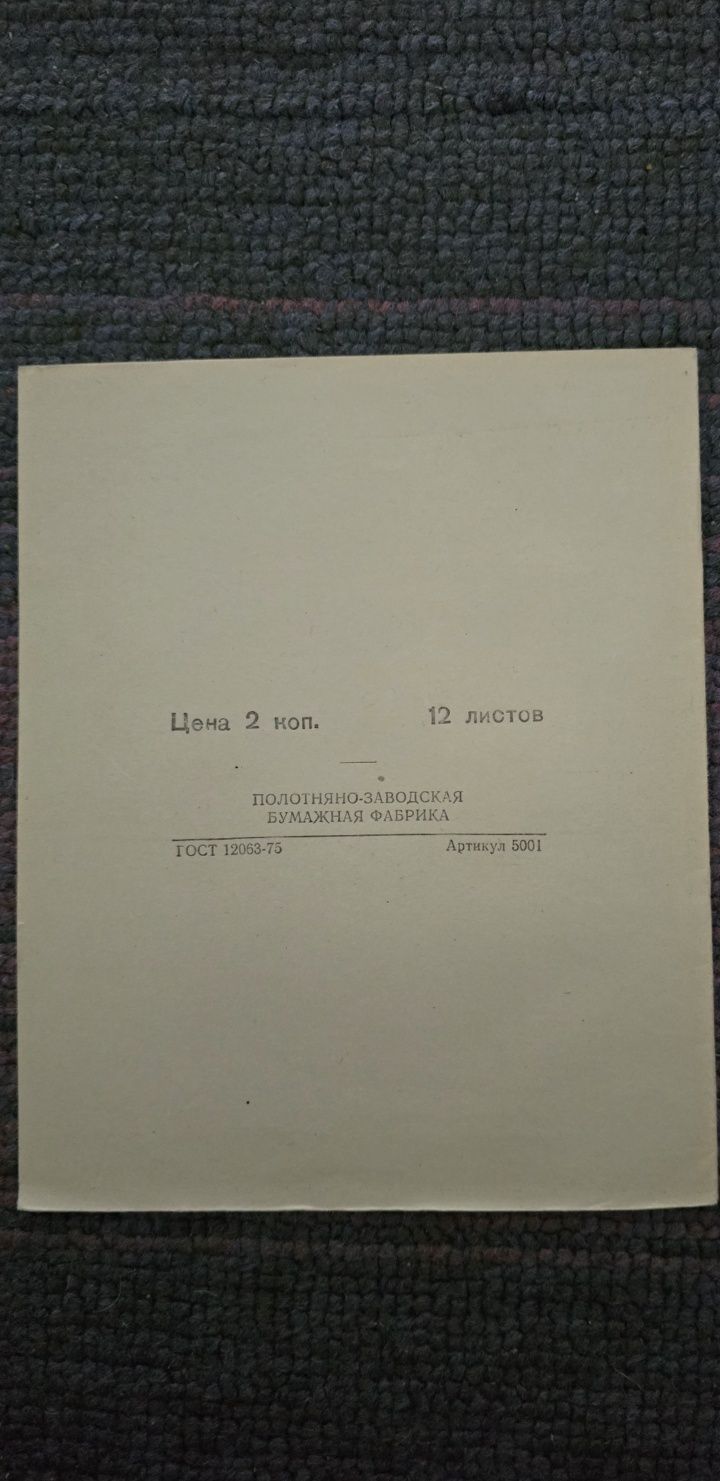 Цена 2 коп. 12 листов
ПОЛОТНЯНО-ЗАВОДСКАЯ
БУМАЖНАЯ ФАБРИКА
ГОСТ 12063-75 Артикул 5001